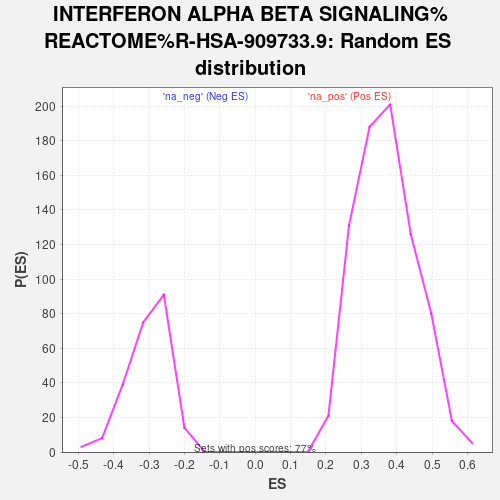 INTERFERON ALPHA BETA SIGNALING%
REACTOME%R-HSA-909733.9: Random ES
distribution
'na_neg' (Neg ES) 'na_pos' (Pos ES)
200
180
160
140
120
100
80
60
40
20
0
P(ES)
Sets with pos scores: 77%
-0.5 -0.4 -0.3 -0.2 -0.1 0.0 0.1 0.2 0.3 0.4 0.5 0.6
ES